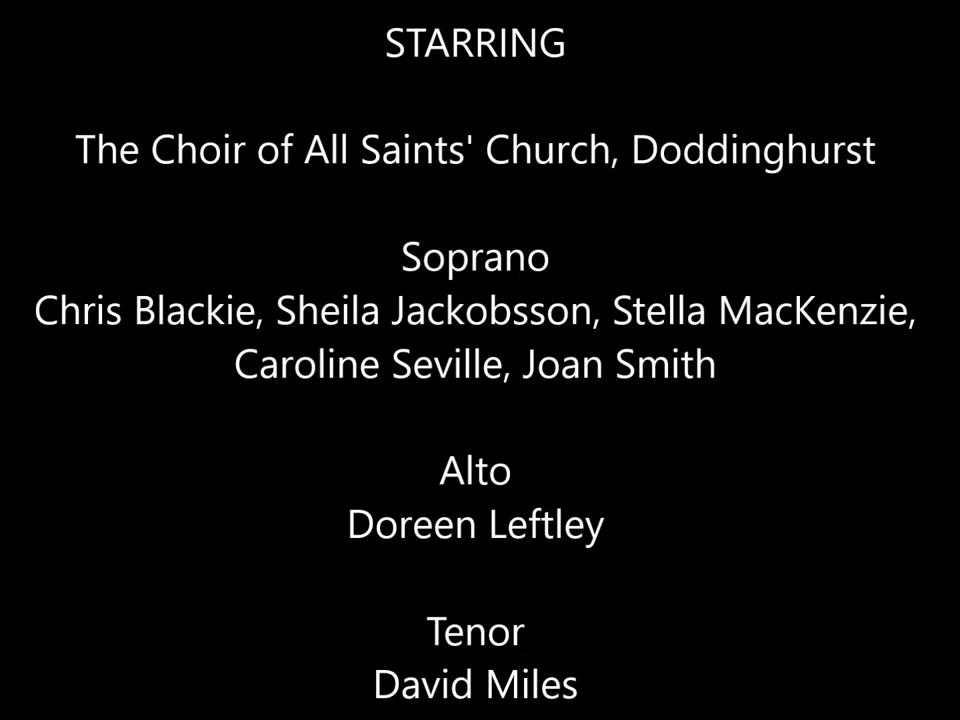 STARRING
The Choir of All Saints' Church, Doddinghurst
Soprano
Chris Blackie, Sheila Jackobsson, Stella MacKenzie,
Caroline Seville, Joan Smith
Alto
Doreen Leftley
Tenor
David Miles